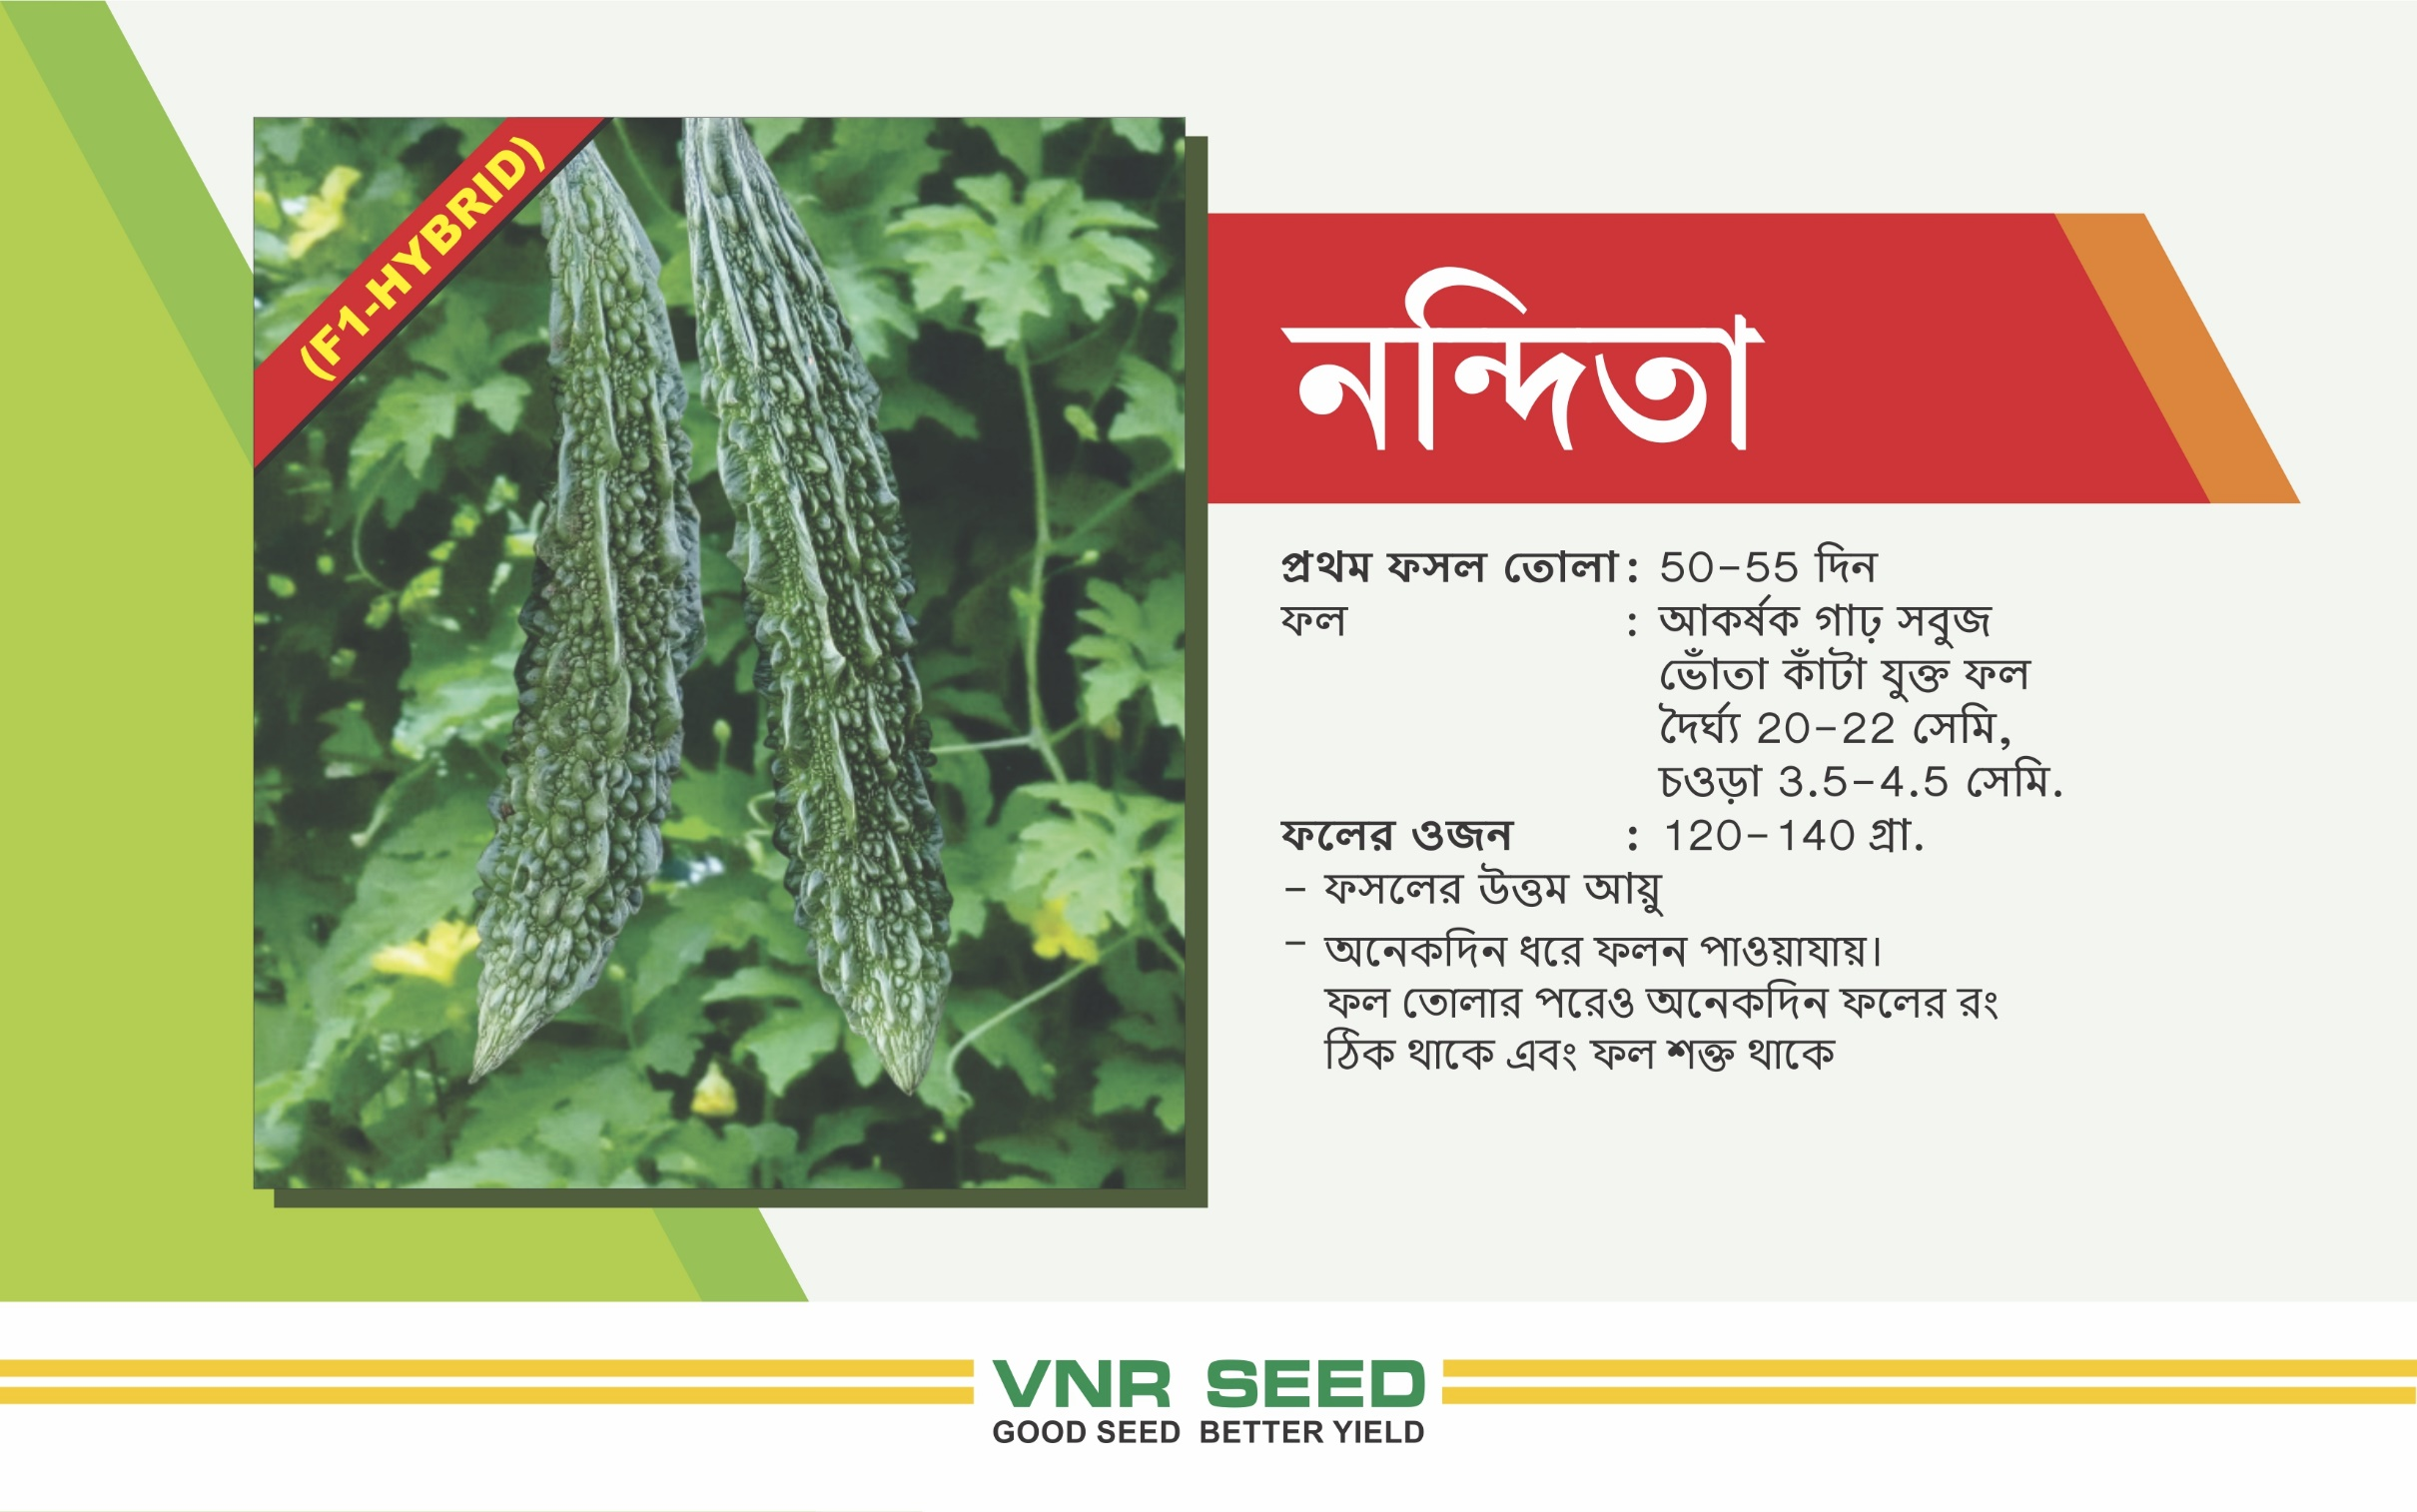 (F1-HYBRID)
নন্দিতা
প্রথম ফসল তোলা : 50-55 দিন
ফল : আকর্ষক গাঢ় সবুজ
ভোঁতা কাঁটা যুক্ত ফল
দৈর্ঘ্য 20-22 সেমি,
চওড়া 3.5-4.5 সেমি.
ফলের ওজন : 120-140 গ্রা.
- ফসলের উত্তম আয়ু
- অনেকদিন ধরে ফলন পাওয়াযায়।
ফল তোলার পরেও অনেকদিন ফলের রং
ঠিক থাকে এবং ফল শক্ত থাকে
VNR SEED
GOOD SEED BETTER YIELD